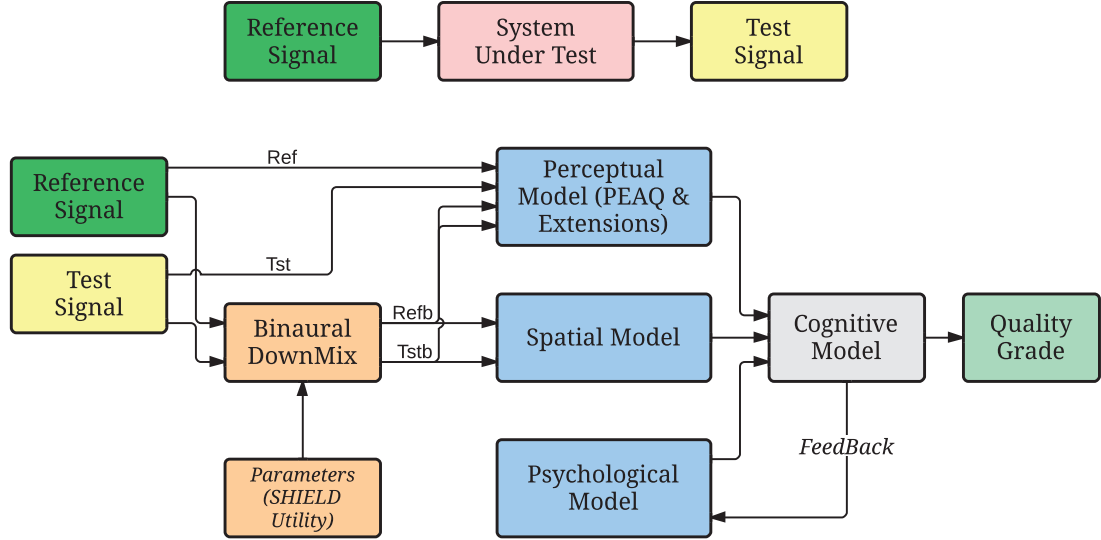 Reference
Signal
System
Under Test
Test
Signal
Reference
Signal
Ref
Perceptual
Model (PEAQ &
Extensions)
Test
Signal
Tst
Binaural
DownMix
Refb
Tstb
Spatial Model
Cognitive
Model
Quality
Grade
Parameters
(SHIELD
Utility)
Psychological
Model
FeedBack